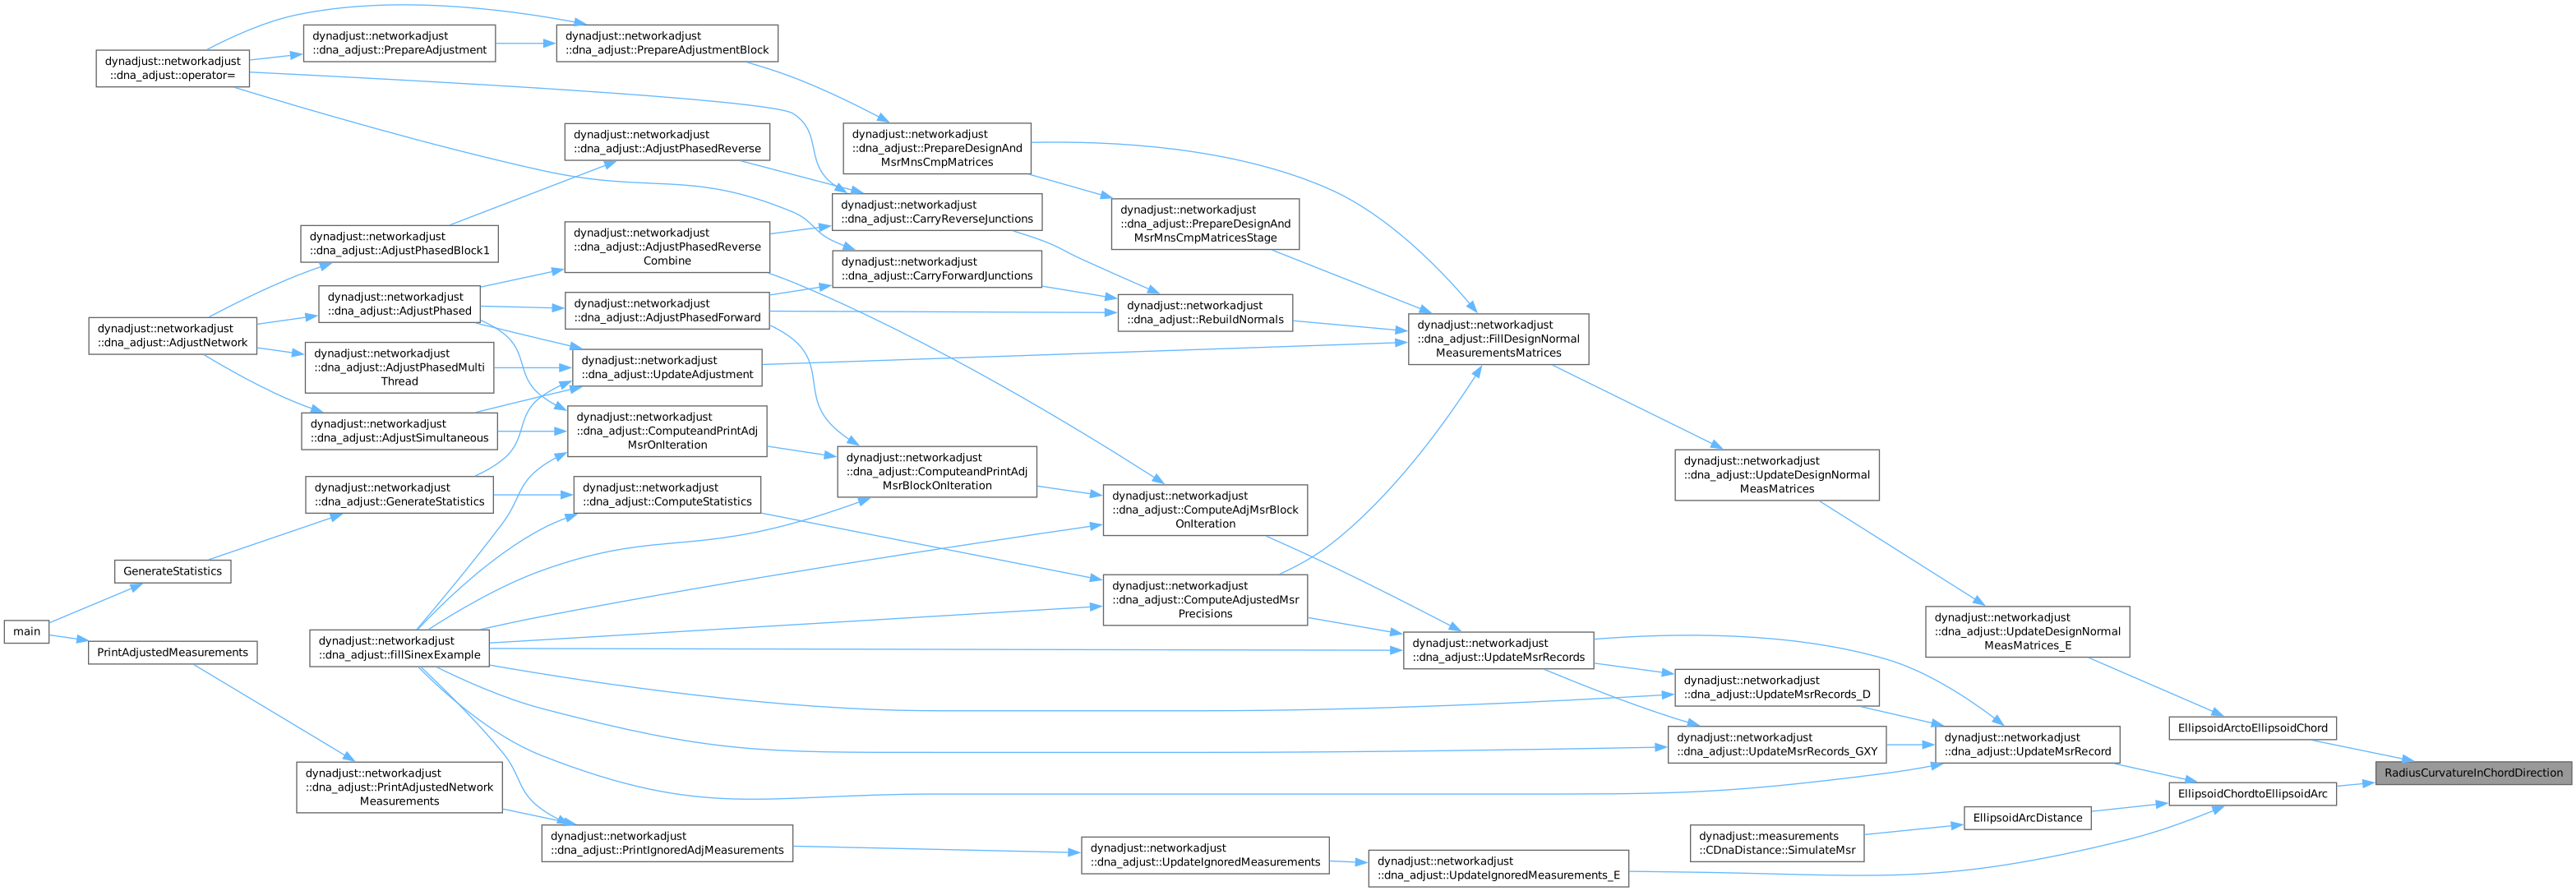 dynadjust::networkadjust
::dna_adjust::operator=
dynadjust::networkadjust
::dna_adjust::PrepareAdjustment
dynadjust::networkadjust
::dna_adjust::PrepareAdjustmentBlock
dynadjust::networkadjust
::dna_adjust::AdjustPhasedReverse
dynadjust::networkadjust
::dna_adjust::PrepareDesignAnd
MsrMnsCmpMatrices
dynadjust::networkadjust
::dna_adjust::CarryReverseJunctions
dynadjust::networkadjust
::dna_adjust::PrepareDesignAnd
MsrMnsCmpMatricesStage
dynadjust::networkadjust
::dna_adjust::AdjustPhasedBlock1
dynadjust::networkadjust
::dna_adjust::AdjustPhasedReverse
Combine
dynadjust::networkadjust
::dna_adjust::CarryForwardJunctions
dynadjust::networkadjust
::dna_adjust::AdjustPhased
dynadjust::networkadjust
::dna_adjust::AdjustPhasedForward
dynadjust::networkadjust
::dna_adjust::RebuildNormals
dynadjust::networkadjust
::dna_adjust::FillDesignNormal
MeasurementsMatrices
dynadjust::networkadjust
::dna_adjust::AdjustNetwork
dynadjust::networkadjust
::dna_adjust::AdjustPhasedMulti
Thread
dynadjust::networkadjust
::dna_adjust::UpdateAdjustment
dynadjust::networkadjust
::dna_adjust::AdjustSimultaneous
dynadjust::networkadjust
::dna_adjust::ComputeandPrintAdj
MsrOnIteration
dynadjust::networkadjust
::dna_adjust::ComputeandPrintAdj
MsrBlockOnIteration
dynadjust::networkadjust
::dna_adjust::UpdateDesignNormal
MeasMatrices
dynadjust::networkadjust
::dna_adjust::GenerateStatistics
dynadjust::networkadjust
::dna_adjust::ComputeStatistics
dynadjust::networkadjust
::dna_adjust::ComputeAdjMsrBlock
OnIteration
GenerateStatistics
dynadjust::networkadjust
::dna_adjust::ComputeAdjustedMsr
Precisions
dynadjust::networkadjust
::dna_adjust::UpdateDesignNormal
MeasMatrices_E
main
PrintAdjustedMeasurements
dynadjust::networkadjust
::dna_adjust::fillSinexExample
dynadjust::networkadjust
::dna_adjust::UpdateMsrRecords
dynadjust::networkadjust
::dna_adjust::UpdateMsrRecords_D
dynadjust::networkadjust
::dna_adjust::UpdateMsrRecords_GXY
dynadjust::networkadjust
::dna_adjust::UpdateMsrRecord
EllipsoidArctoEllipsoidChord
RadiusCurvatureInChordDirection
dynadjust::networkadjust
::dna_adjust::PrintAdjustedNetwork
Measurements
EllipsoidChordtoEllipsoidArc
EllipsoidArcDistance
dynadjust::measurements
::CDnaDistance::SimulateMsr
dynadjust::networkadjust
::dna_adjust::PrintIgnoredAdjMeasurements
dynadjust::networkadjust
::dna_adjust::UpdateIgnoredMeasurements
dynadjust::networkadjust
::dna_adjust::UpdateIgnoredMeasurements_E